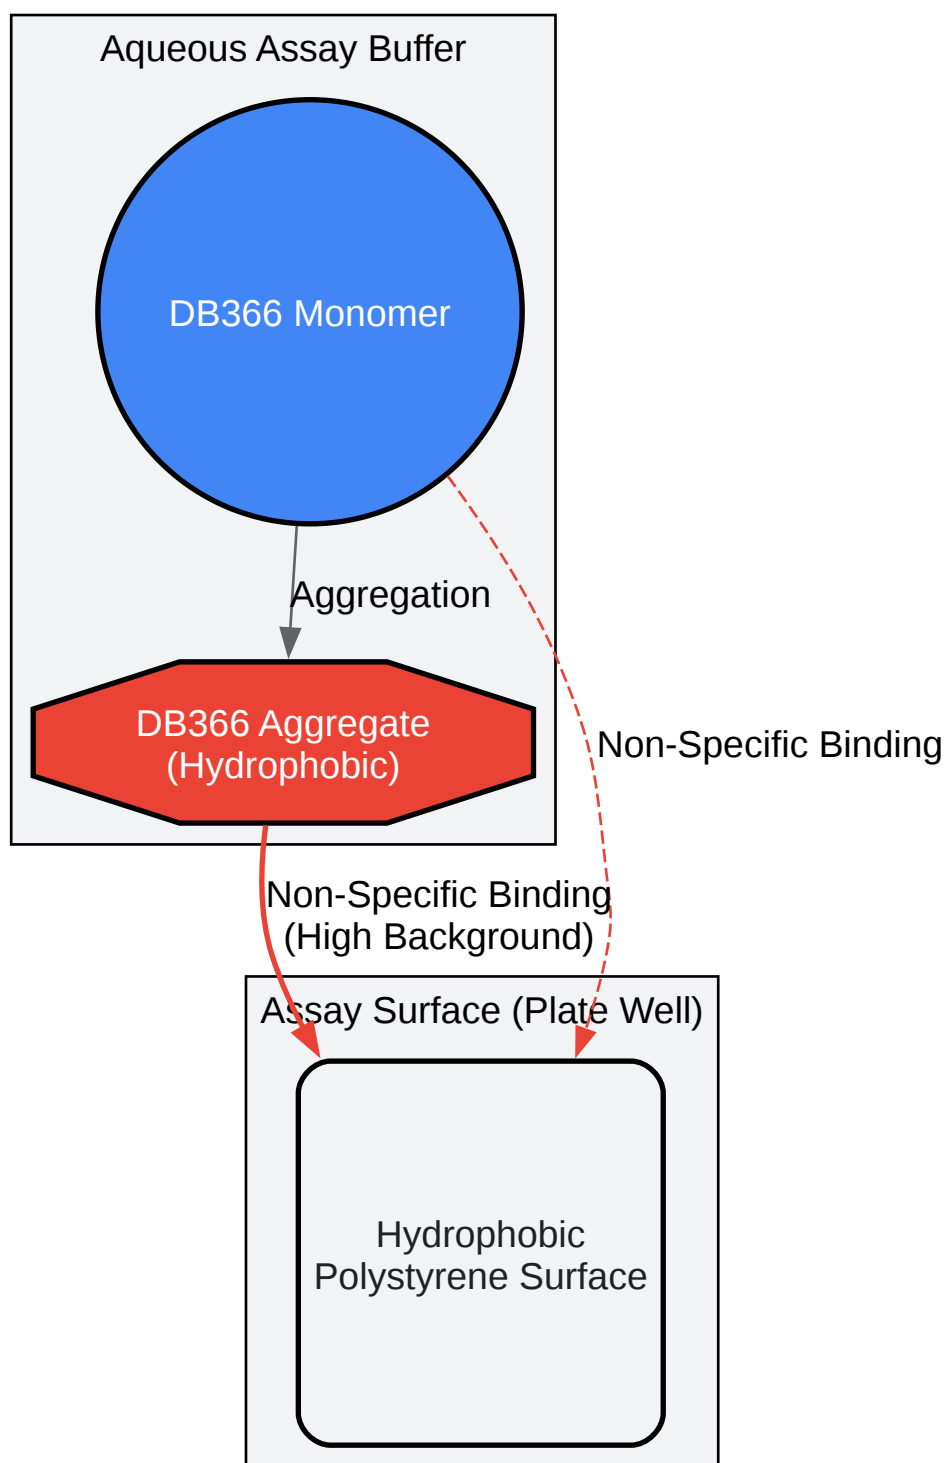 Aqueous Assay Buffer
DB366 Monomer
Aggregation
DB366 Aggregate
(Hydrophobic)
Non-Specific Binding
Non-Specific Binding
(High Background)
Assay Surface (Plate Well)
Hydrophobic
Polystyrene Surface